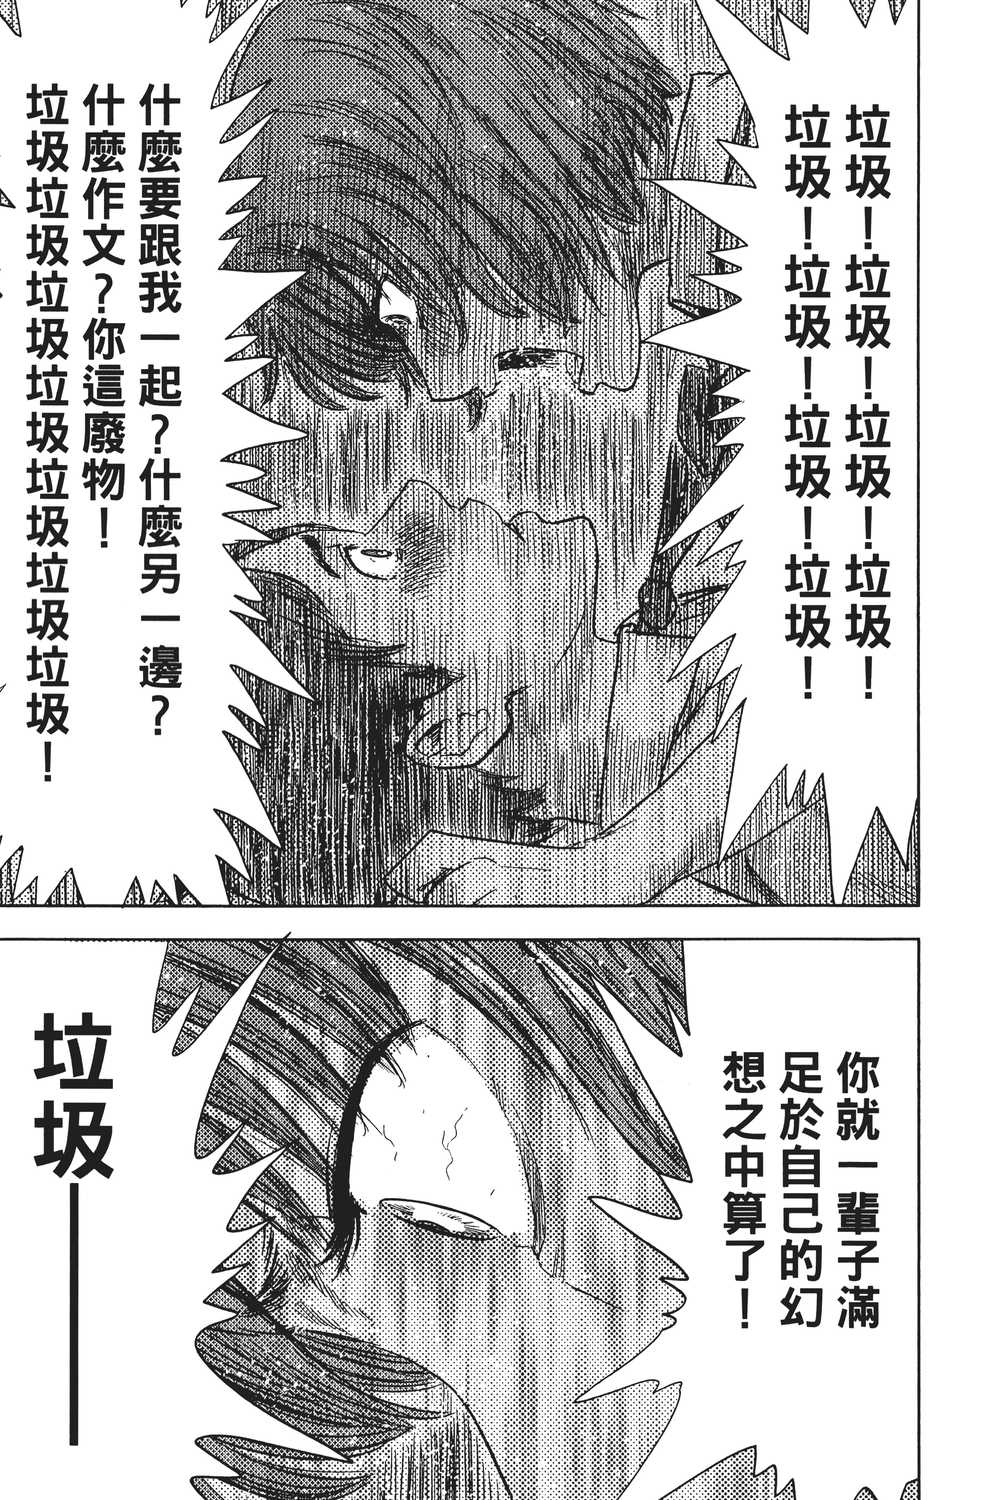 垃圾！垃圾！垃圾！垃圾！
垃圾！垃圾！垃圾！垃圾！
什麼要跟我一起？什麼另一邊？
什麼作文？你這廢物！
垃圾垃圾垃圾垃圾垃圾垃圾垃圾！
你就一輩子滿
足於自己的幻
想之中算了！
垃圾——